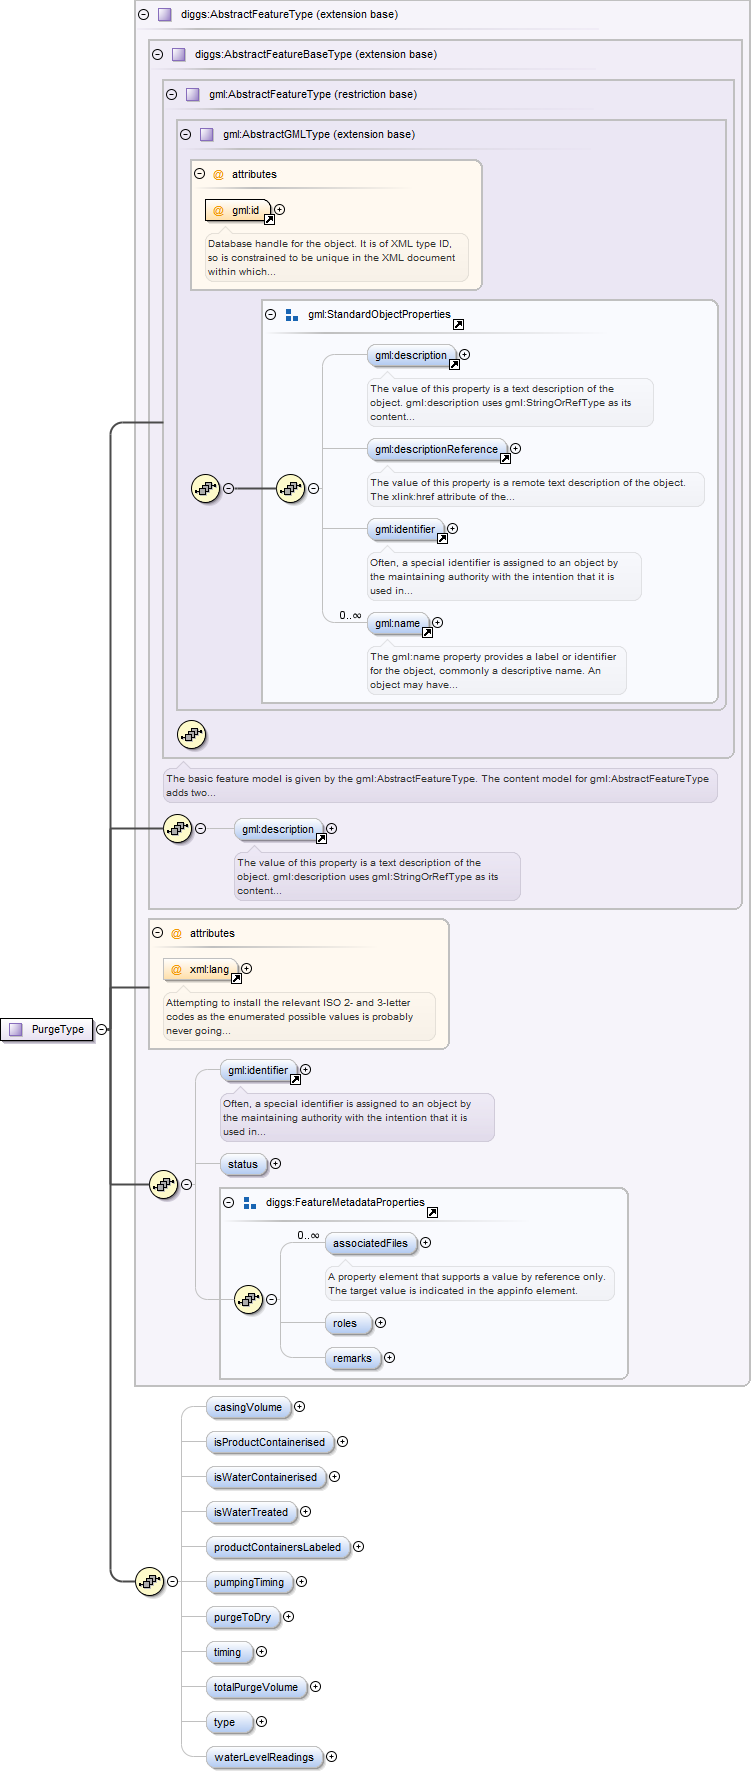 diggs:AbstractFeatureType (extension base)
diggs:AbstractFeatureBaseType (extension base)
gml:AbstractFeatureType (restriction base)
gml:AbstractGMLType (extension base)
@ attributes
@ gml:id
Database handle for the object. It is of XML type ID,
so is constrained to be unique in the XML document
within which...
gml:StandardObjectProperties
gml:description
The value of this property is a text description of the
object. gml:description uses gml:StringOrRefType as its
content...
gml:descriptionReference
The value of this property is a remote text description of the object.
The xlink:href attribute of the...
gml:identifier
Often, a special identifier is assigned to an object by
the maintaining authority with the intention that it is
used in...
0..∞
gml:name
The gml:name property provides a label or identifier
for the object, commonly a descriptive name. An
object may have...
The basic feature model is given by the gml:AbstractFeatureType. The content model for gml:AbstractFeatureType
adds two...
gml:description
The value of this property is a text description of the
object. gml:description uses gml:StringOrRefType as its
content...
@ attributes
@ xml:lang
Attempting to install the relevant ISO 2- and 3-letter
codes as the enumerated possible values is probably
never going...
PurgeType
gml:identifier
Often, a special identifier is assigned to an object by
the maintaining authority with the intention that it is
used in...
status
diggs:FeatureMetadataProperties
0..∞
associatedFiles
A property element that supports a value by reference only.
The target value is indicated in the appinfo element.
roles
remarks
casingVolume
isProductContainerised
isWaterContainerised
isWaterTreated
productContainersLabeled
pumpingTiming
purgeToDry
timing
totalPurgeVolume
type
waterLevelReadings